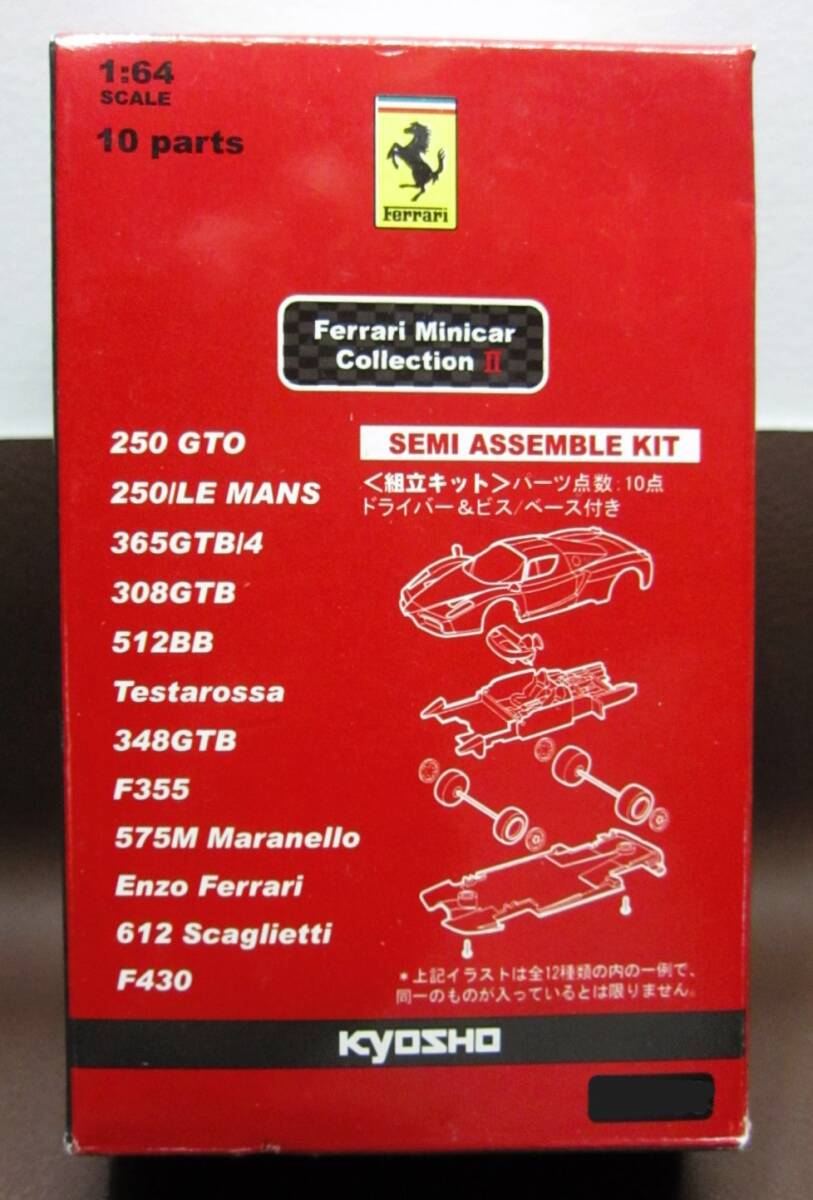 1:64
SCALE
10 parts
Ferrari
Ferrari Minicar
Collection II
250 GTO
250/LE MANS
365GTB/4
308GTB
512BB
Testarossa
348GTB
F355
575M Maranello
Enzo Ferrari
612 Scaglietti
F430
SEMI ASSEMBLE KIT
＜組立キット＞パーツ点数：10点
ドライバー＆ビス/ベース付き
＊上記イラストは全12種類の内の一例で、
同一のものが入っているとは限りません。
KYOSHO